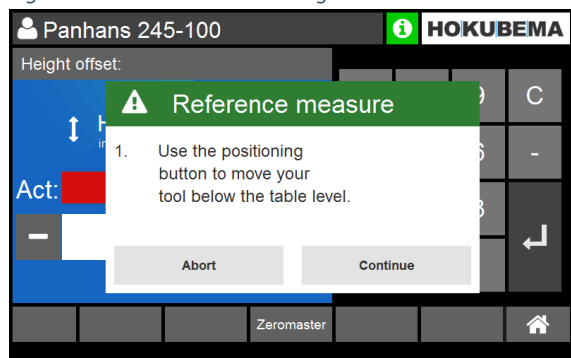 Panhans 245-100
i HOKUBEMA
Height offset:
Reference measure
1. Use the positioning
button to move your
tool below the table level.
Act:
Abort Continue
C
-
Zeromaster